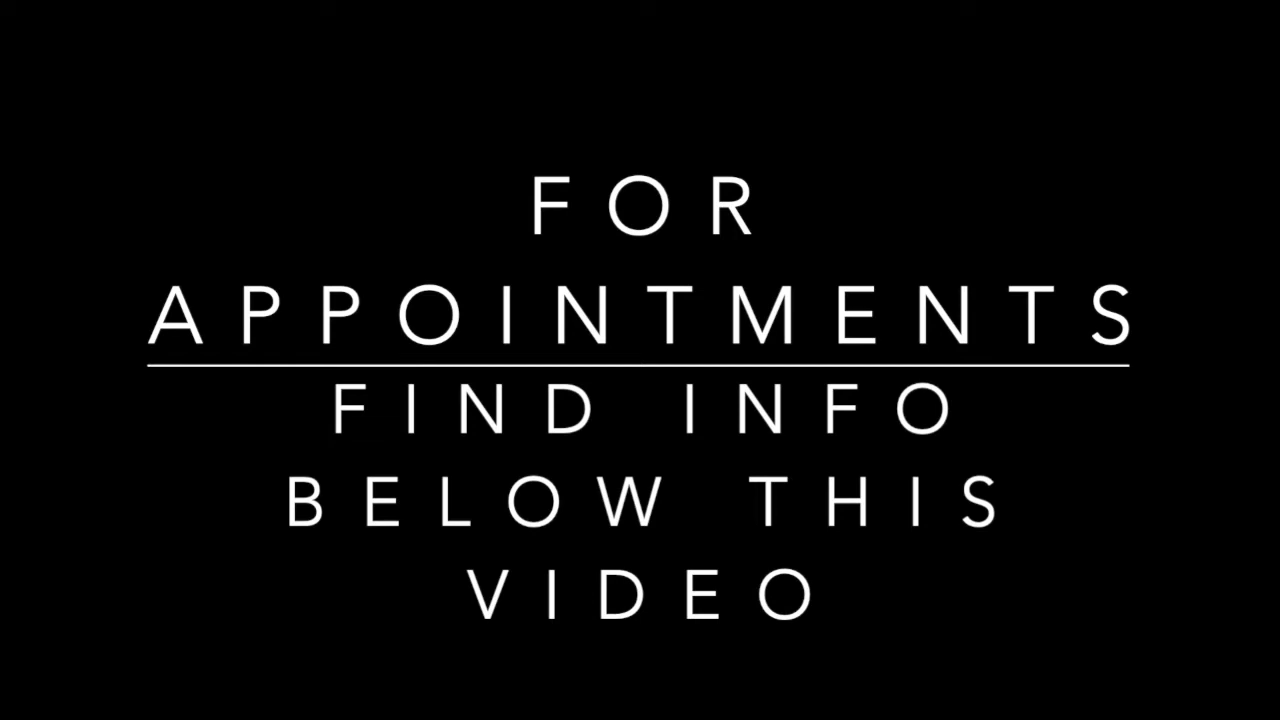 FOR
APPOINTMENTS
FIND INFO
BELOW THIS
VIDEO